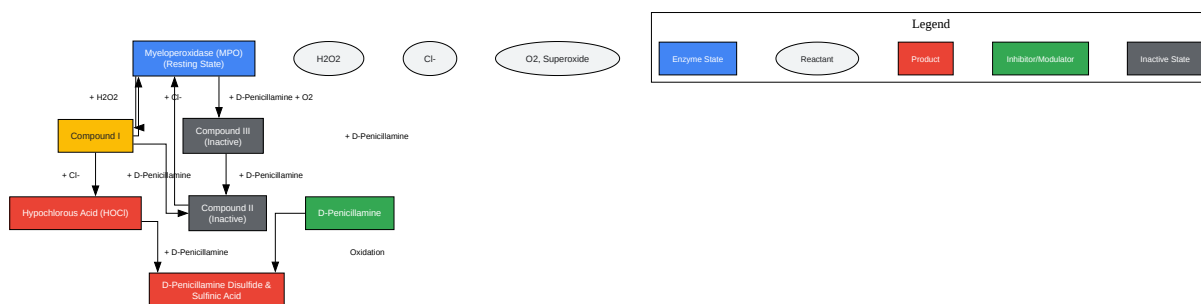 Legend
Myeloperoxidase (MPO)
(Resting State)
H2O2
Cl-
O2, Superoxide
Enzyme State
Reactant
Product
Inhibitor/Modulator
Inactive State
+ H2O2
+ Cl-
+ D-Penicillamine + O2
Compound I
Compound III
(Inactive)
+ D-Penicillamine
+ Cl-
+ D-Penicillamine
+ D-Penicillamine
Hypochlorous Acid (HOCl)
Compound II
(Inactive)
D-Penicillamine
+ D-Penicillamine
Oxidation
D-Penicillamine Disulfide &
Sulfinic Acid